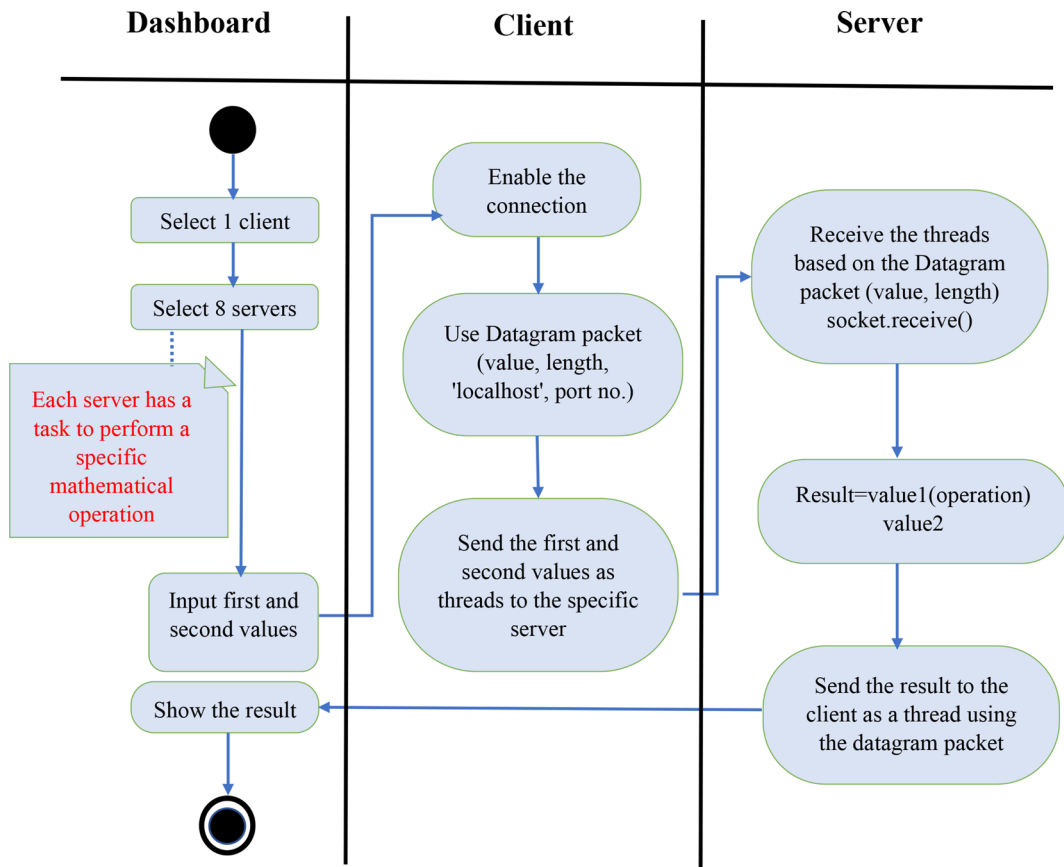 Dashboard
Client
Server
Select 1 client
Select 8 servers
Each server has a
task to perform a
specific
mathematical
operation
Input first and
second values
Show the result
Enable the
connection
Use Datagram packet
(value, length,
'localhost', port no.)
Send the first and
second values as
threads to the specific
server
Receive the threads
based on the Datagram
packet (value, length)
socket.receive()
Result=value1(operation)
value2
Send the result to the
client as a thread using
the datagram packet